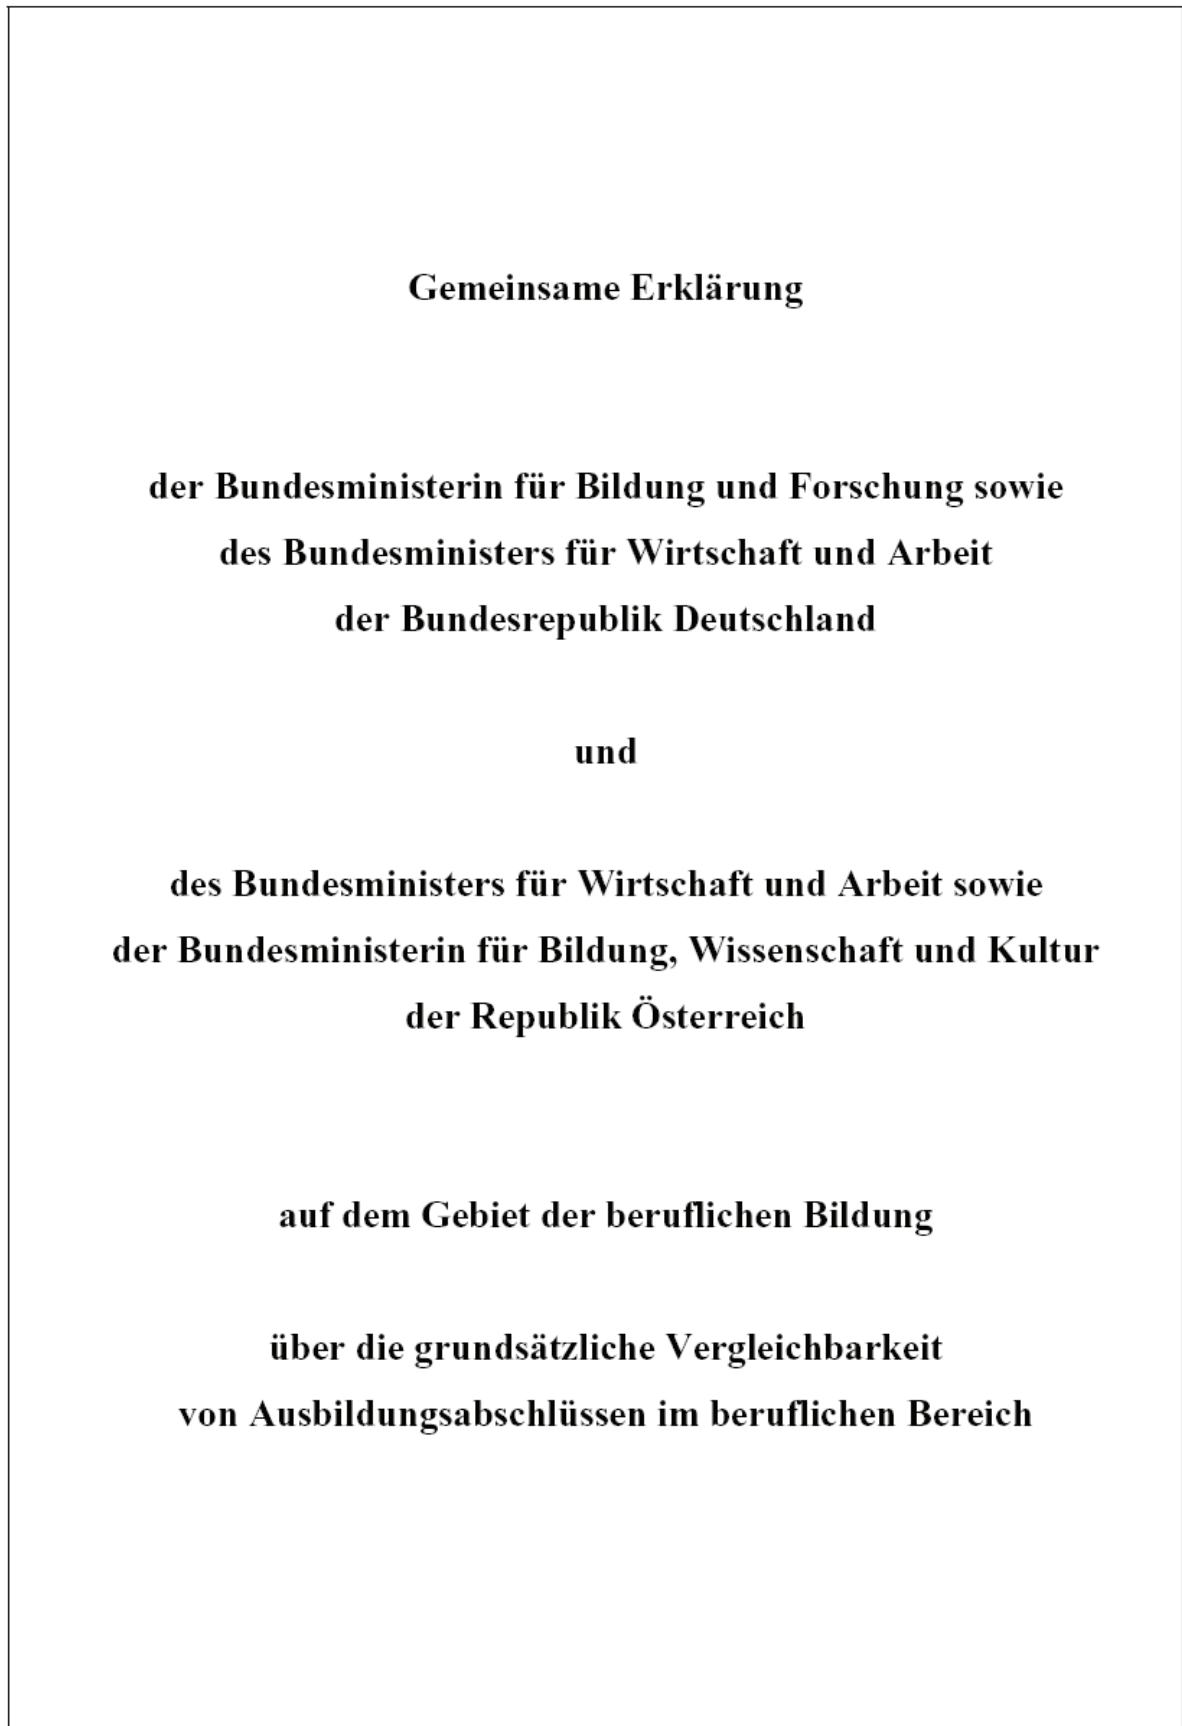 Gemeinsame Erklärung
der Bundesministerin für Bildung und Forschung sowie
des Bundesministers für Wirtschaft und Arbeit
der Bundesrepublik Deutschland
und
des Bundesministers für Wirtschaft und Arbeit sowie
der Bundesministerin für Bildung, Wissenschaft und Kultur
der Republik Österreich
auf dem Gebiet der beruflichen Bildung
über die grundsätzliche Vergleichbarkeit
von Ausbildungsabschlüssen im beruflichen Bereich